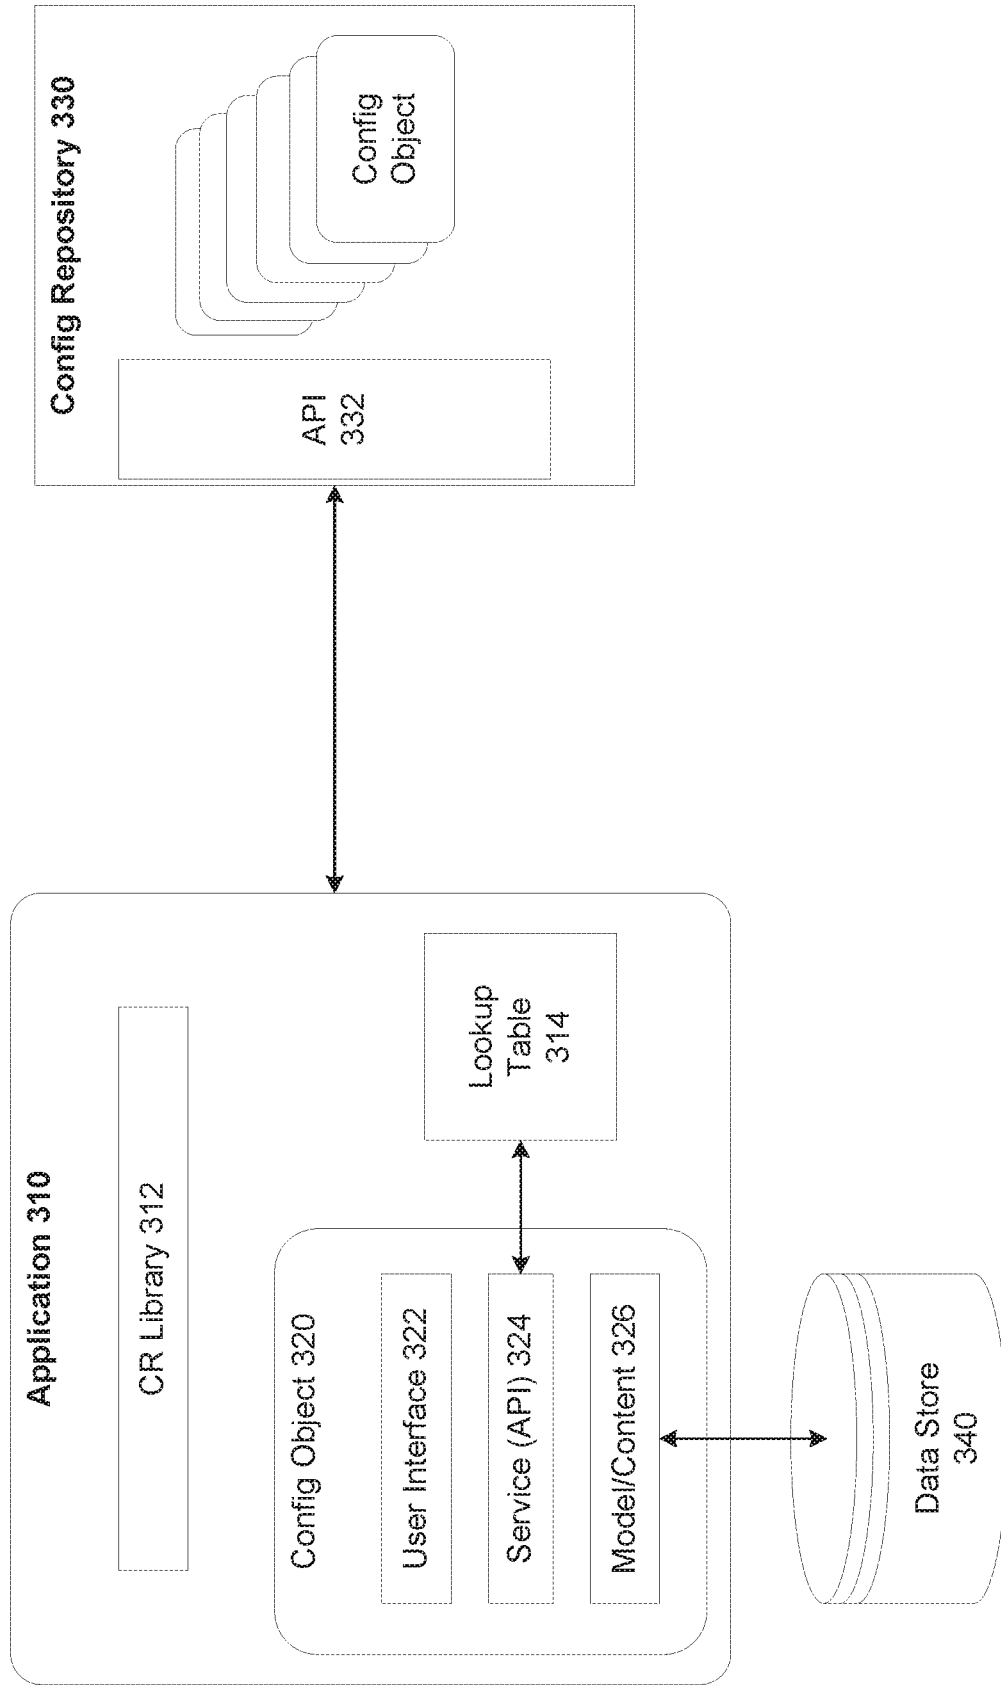 Application 310
CR Library 312
Config Object 320
User Interface 322
Service (API) 324
Model/Content 326
Lookup
Table
314
Data Store
340
Config Repository 330
API
332
Config
Object